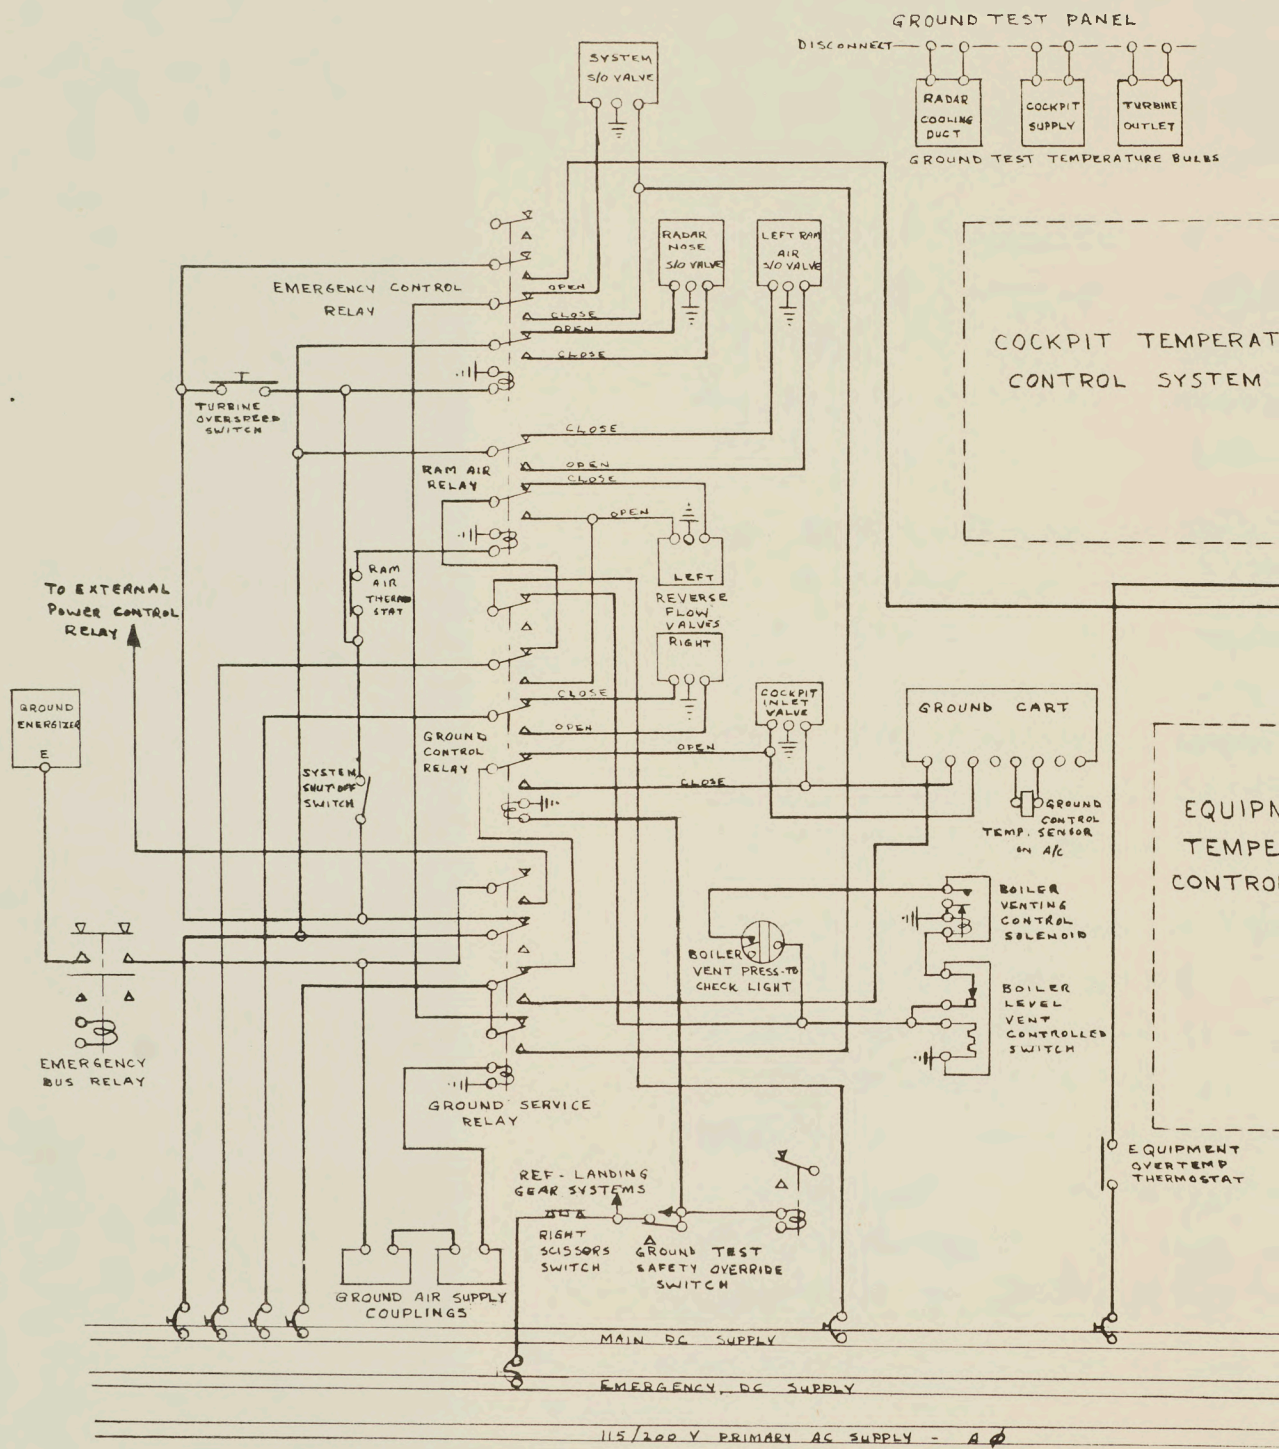 GROUND TEST PANEL
DISCONNECT
SYSTEM
S/O VALVE
RADAR
COOLING
DUCT
COCKPIT
SUPPLY
TURBINE
OUTLET
GROUND TEST TEMPERATURE BULBS
RADAR
NOSE
S/O VALVE
LEFT RAM
AIR
S/O VALVE
EMERGENCY CONTROL
RELAY
OPEN
CLOSE
OPEN
CLOSE
COCKPIT TEMPERAT
CONTROL SYSTEM
TURBINE
OVERSPEED
SWITCH
CLOSE
OPEN
RAM AIR
RELAY
CLOSE
OPEN
LEFT
REVERSE
FLOW
VALVES
RIGHT
RAM
AIR
THERMO
STAT
TO EXTERNAL
POWER CONTROL
RELAY
GROUND
ENERGIZER
E
CLOSE
OPEN
GROUND
CONTROL
RELAY
OPEN
CLOSE
COCKPIT
INLET
VALVE
GROUND CART
GROUND
CONTROL
TEMP. SENSOR
ON A/C
SYSTEM
SHUT OFF
SWITCH
EQUIPM
TEMPE
CONTROL
BOILER
VENTING
CONTROL
SOLENOID
BOILER
VENT PRESS-TO
CHECK LIGHT
BOILER
LEVEL
VENT
CONTROLLED
SWITCH
EMERGENCY
BUS RELAY
GROUND SERVICE
RELAY
REF - LANDING
GEAR SYSTEMS
RIGHT
SCISSORS
SWITCH
GROUND TEST
SAFETY OVERRIDE
SWITCH
EQUIPMENT
OVERTEMP
THERMOSTAT
GROUND AIR SUPPLY
COUPLINGS
MAIN DC SUPPLY
EMERGENCY DC SUPPLY
115/200 V PRIMARY AC SUPPLY - A Ø